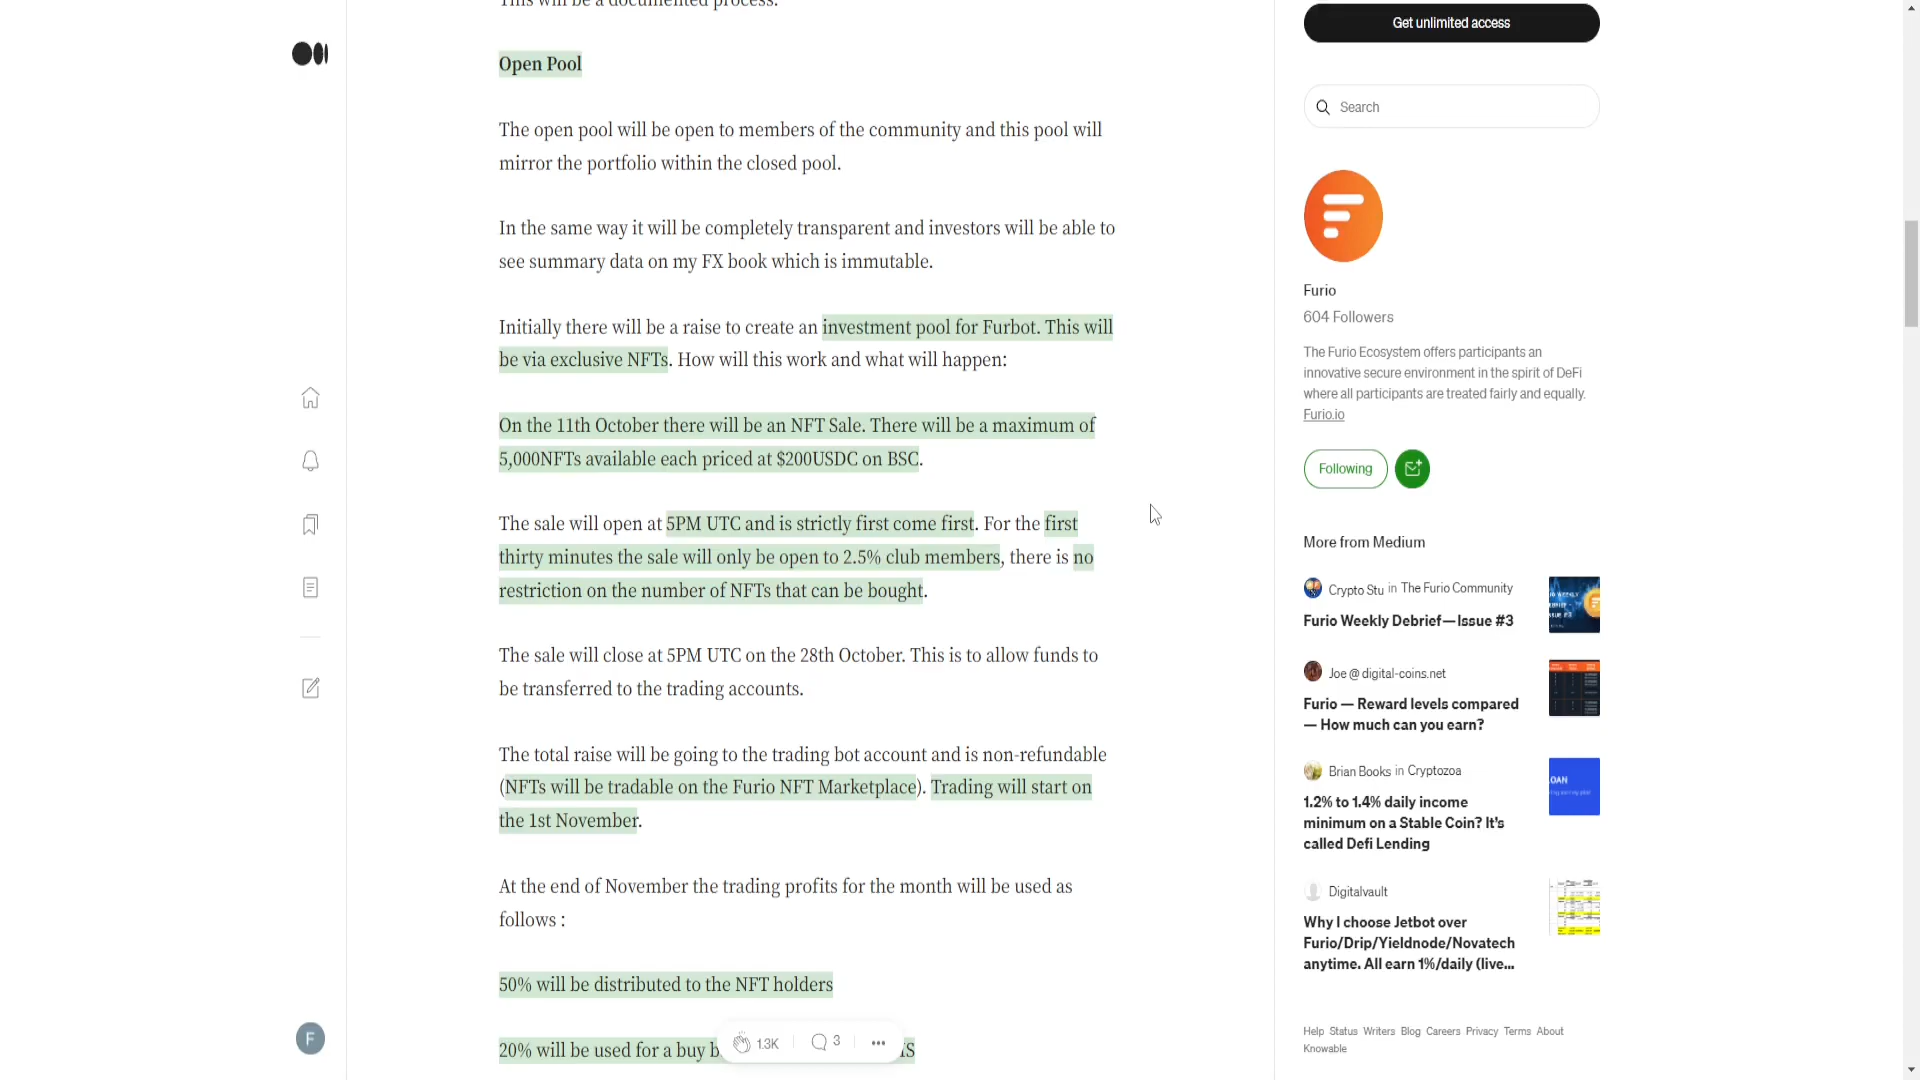 This will be a documented process.
Open Pool
The open pool will be open to members of the community and this pool will
mirror the portfolio within the closed pool.
In the same way it will be completely transparent and investors will be able to
see summary data on my FX book which is immutable.
Initially there will be a raise to create an investment pool for Furbot. This will
be via exclusive NFTs. How will this work and what will happen:
On the 11th October there will be an NFT Sale. There will be a maximum of
5,000NFTs available each priced at $200USDC on BSC.
The sale will open at 5PM UTC and is strictly first come first. For the first
thirty minutes the sale will only be open to 2.5% club members, there is no
restriction on the number of NFTs that can be bought.
The sale will close at 5PM UTC on the 28th October. This is to allow funds to
be transferred to the trading accounts.
The total raise will be going to the trading bot account and is non-refundable
(NFTs will be tradable on the Furio NFT Marketplace). Trading will start on
the 1st November.
At the end of November the trading profits for the month will be used as
follows :
50% will be distributed to the NFT holders
20% will be used for a buy b
1.3K
3
F
Get unlimited access
Search
Furio
604 Followers
The Furio Ecosystem offers participants an
innovative secure environment in the spirit of DeFi
where all participants are treated fairly and equally.
Furio.io
Following
More from Medium
Crypto Stu in The Furio Community
Furio Weekly Debrief—Issue #3
Joe @ digital-coins.net
Furio — Reward levels compared
— How much can you earn?
Brian Books in Cryptozoa
1.2% to 1.4% daily income
minimum on a Stable Coin? It's
called Defi Lending
Digitalvault
Why I choose Jetbot over
Furio/Drip/Yieldnode/Novatech
anytime. All earn 1%/daily (live...
Help Status Writers Blog Careers Privacy Terms About
Knowable